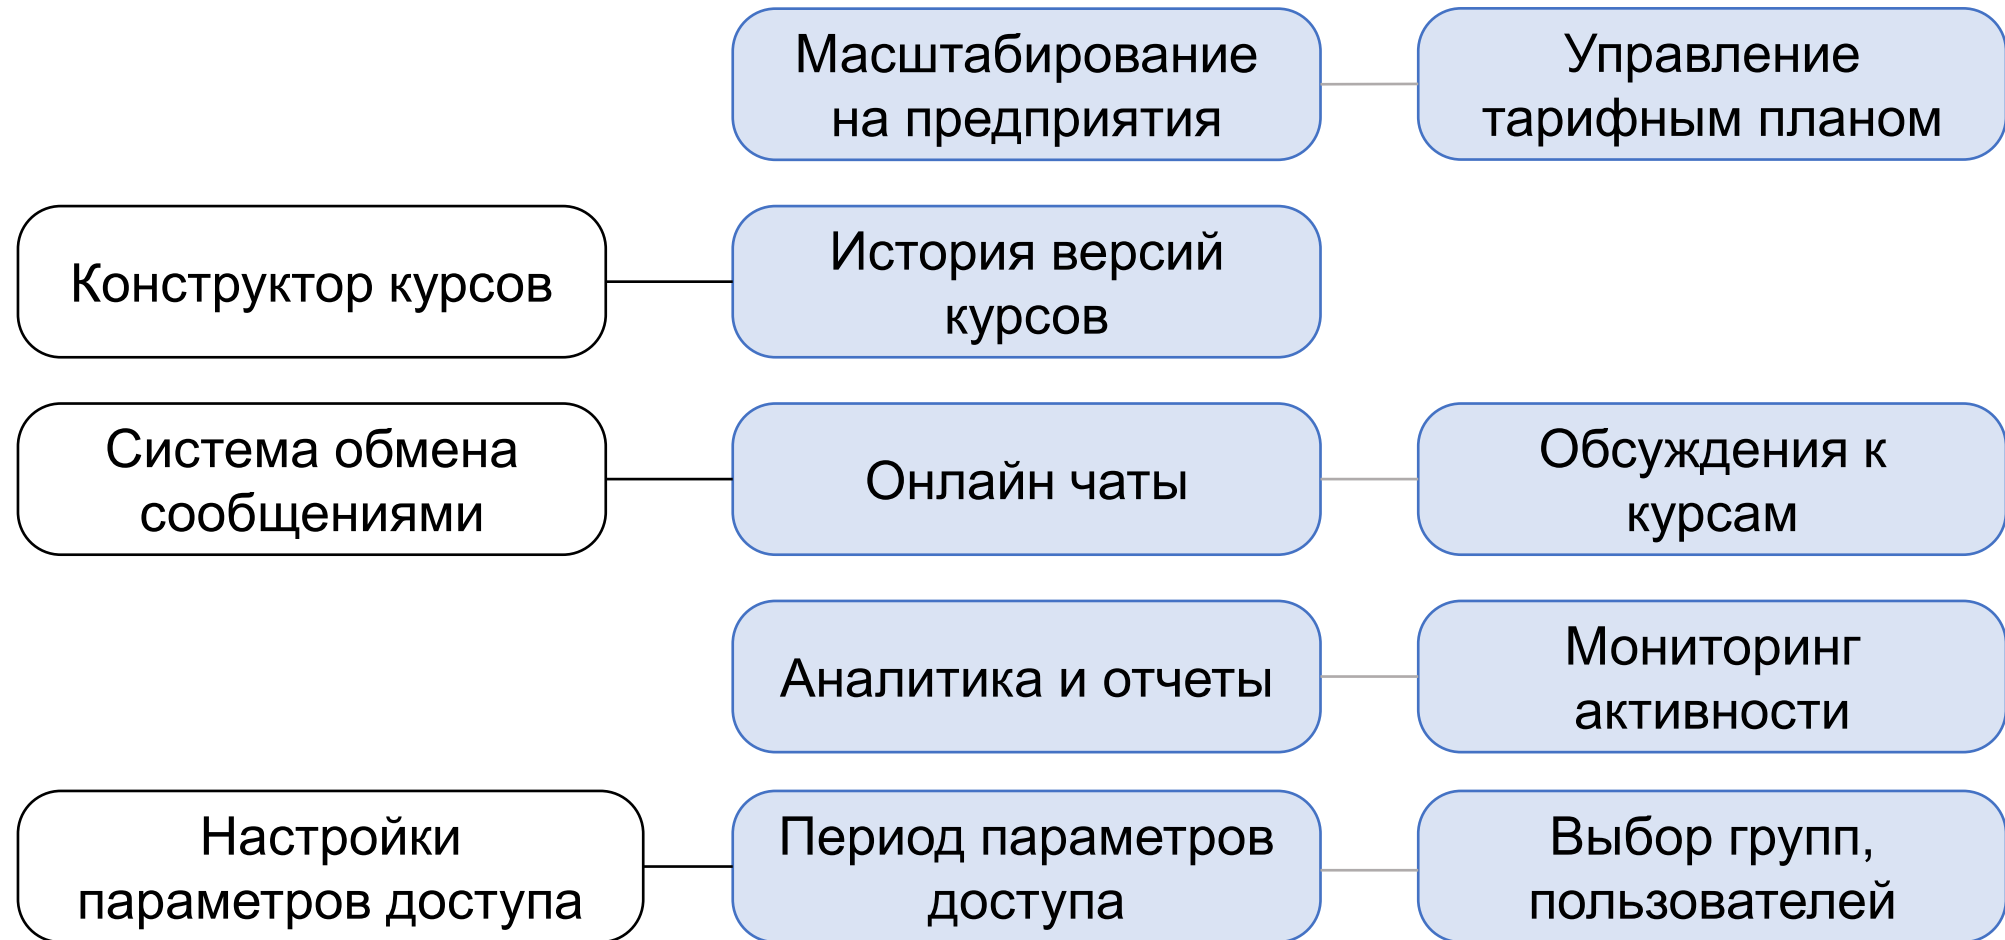 Масштабирование
на предприятия
Управление
тарифным планом
Конструктор курсов
История версий
курсов
Система обмена
сообщениями
Онлайн чаты
Обсуждения к
курсам
Аналитика и отчеты
Мониторинг
активности
Настройки
параметров доступа
Период параметров
доступа
Выбор групп,
пользователей